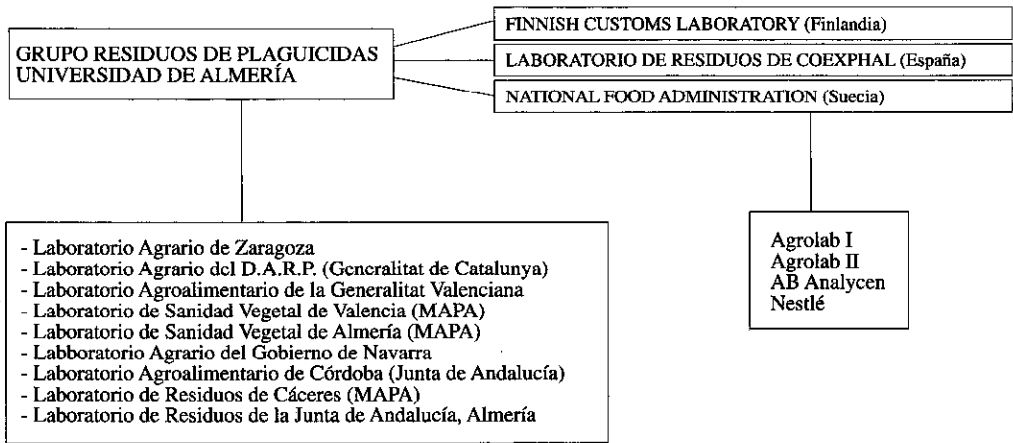 GRUPO RESIDUOS DE PLAGUICIDAS
UNIVERSIDAD DE ALMERÍA
FINNISH CUSTOMS LABORATORY (Finlandia)
LABORATORIO DE RESIDUOS DE COEXPHAL (España)
NATIONAL FOOD ADMINISTRATION (Suecia)
- Laboratorio Agrario de Zaragoza
- Laboratorio Agrario del D.A.R.P. (Generalitat de Catalunya)
- Laboratorio Agroalimentario de la Generalitat Valenciana
- Laboratorio de Sanidad Vegetal de Valencia (MAPA)
- Laboratorio de Sanidad Vegetal de Almería (MAPA)
- Labboratorio Agrario del Gobierno de Navarra
- Laboratorio Agroalimentario de Córdoba (Junta de Andalucía)
- Laboratorio de Residuos de Cáceres (MAPA)
- Laboratorio de Residuos de la Junta de Andalucía, Almería
Agrolab I
Agrolab II
AB Analycen
Nestlé